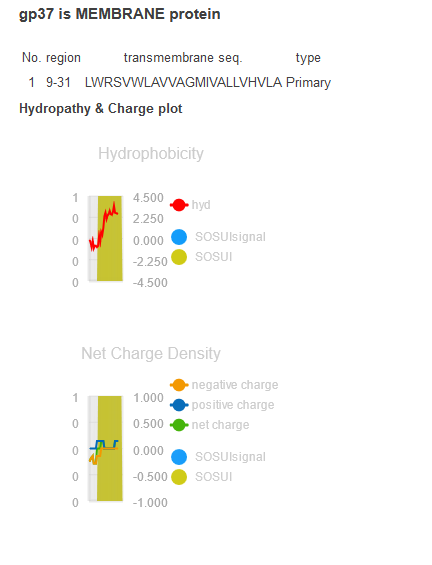 gp37 is MEMBRANE protein
No. region transmembrane seq. type
1 9-31 LWRSVWLAVVAGMIVALLVHVLA Primary
Hydropathy & Charge plot
Hydrophobicity
1 4.500 hyd
0 2.250
0 0.000 SOSUIsignal
0 -2.250 SOSUI
0 -4.500
Net Charge Density
negative charge
1 1.000 positive charge
0 0.500 net charge
0 0.000 SOSUIsignal
0 -0.500 SOSUI
0 -1.000